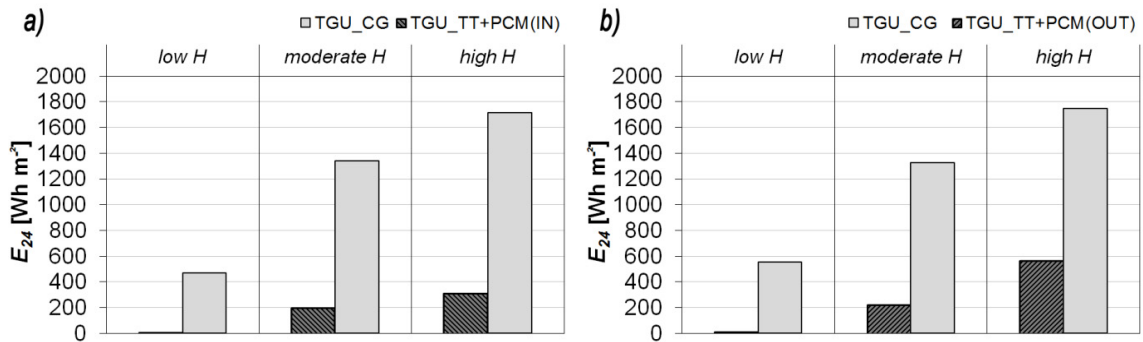 a)
TGU_CG TGU_TT+PCM(IN)
low H moderate H high H
2000
1800
1600
1400
1200
1000
800
600
400
200
0
E24 [Wh m-2]
b)
TGU_CG TGU_TT+PCM(OUT)
low H moderate H high H
2000
1800
1600
1400
1200
1000
800
600
400
200
0
E24 [Wh m-2]